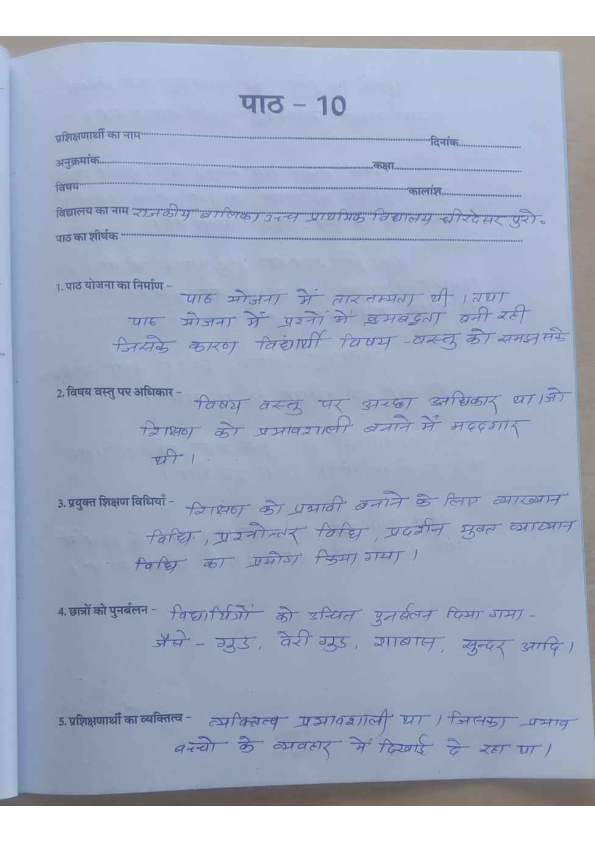 पाठ – 10
प्रशिक्षणार्थी का नाम दिनांक
अनुक्रमांक कक्षा
विषय कालांश
विद्यालय का नाम राजकीय बालिका उच्च प्राथमिक विद्यालय धीरदेसर पुरो॰
पाठ का शीर्षक
1. पाठ योजना का निर्माण – पाठ योजना में तारतम्यता थी । तथा
पाठ योजना में प्रश्नों में क्रमबद्धता बनी रही
जिसके कारण विद्यार्थी विषय-वस्तु को समझ सके
2. विषय वस्तु पर अधिकार – विषय वस्तु पर अच्छा अधिकार था। जो
शिक्षण को प्रभावशाली बनाने में मददगार
थी ।
3. प्रयुक्त शिक्षण विधियाँ – शिक्षण को प्रभावी बनाने के लिए व्याख्यान
विधि, प्रश्नोत्तर विधि, प्रदर्शन युक्त व्याख्यान
विधि का प्रयोग किया गया ।
4. छात्रों को पुनर्बलन – विद्यार्थियों को उचित पुनर्बलन दिया गया –
जैसे – गुड, वेरी गुड, शाबास, सुन्दर आदि ।
5. प्रशिक्षणार्थी का व्यक्तित्व – व्यक्तित्व प्रभावशाली था । जिसका प्रभाव
बच्चो के व्यवहार में दिखाई दे रहा था ।